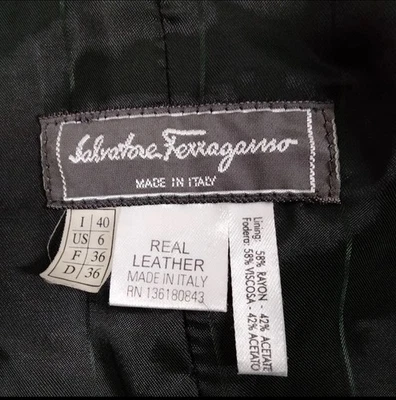 Salvatore Ferragamo
MADE IN ITALY
I 40
US 6
F 36
D 36
REAL
LEATHER
MADE IN ITALY
RN 136180843
Lining:
58% RAYON - 42% ACETATE
Fodera:
58% VISCOSA - 42% ACETATO